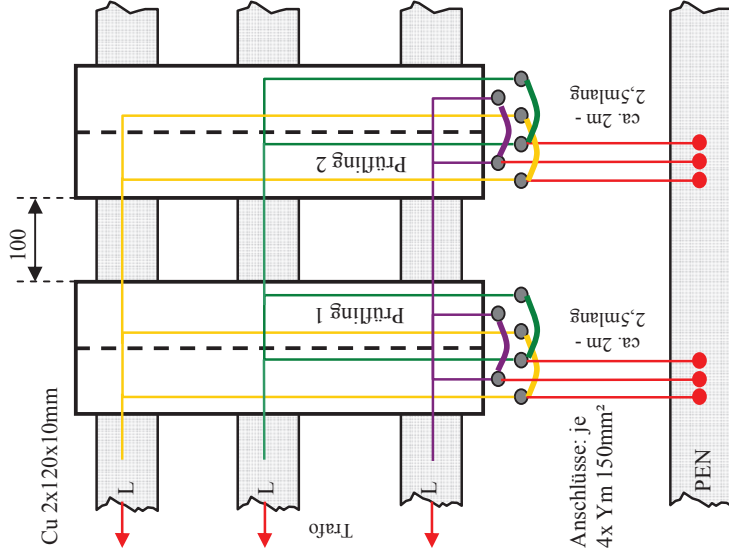 Cu 2x120x10mm
100
L
L
L
Trafo
Prüfling 1
Prüfling 2
ca. 2m -
2,5mlang
ca. 2m -
2,5mlang
Anschlüsse: je
4x Ym 150mm²
PEN